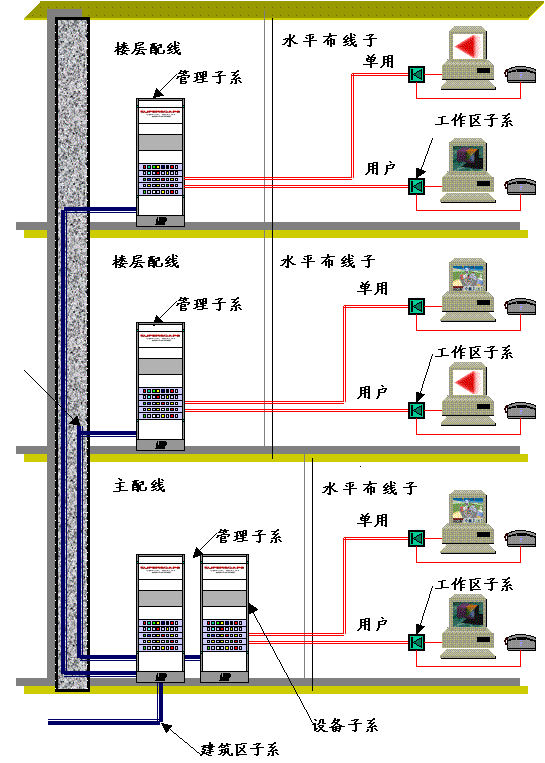 楼层配线
水平布线子
管理子系
单用
工作区子系
用户
楼层配线
水平布线子
管理子系
单用
工作区子系
用户
主配线
水平布线子
管理子系
单用
工作区子系
用户
设备子系
建筑区子系